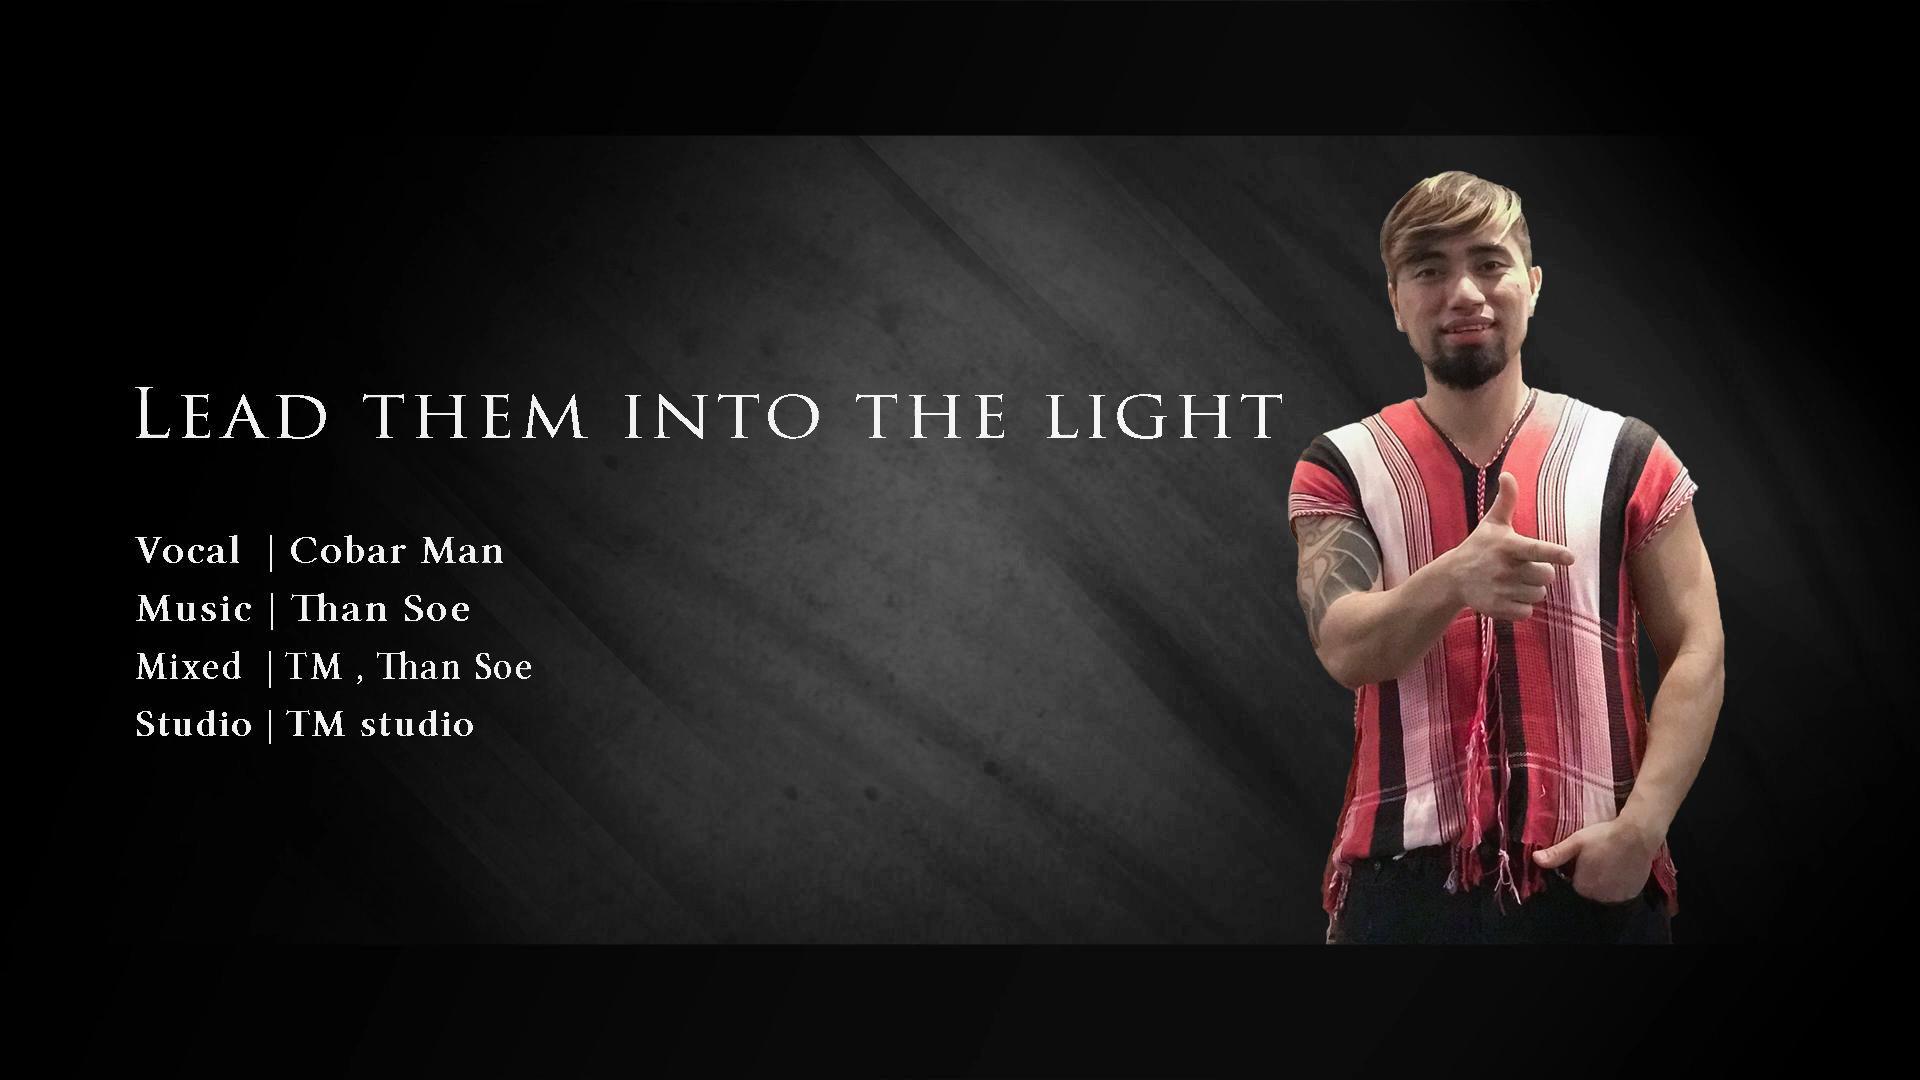 Lead them into the light
Vocal | Cobar Man
Music | Than Soe
Mixed | TM , Than Soe
Studio | TM studio